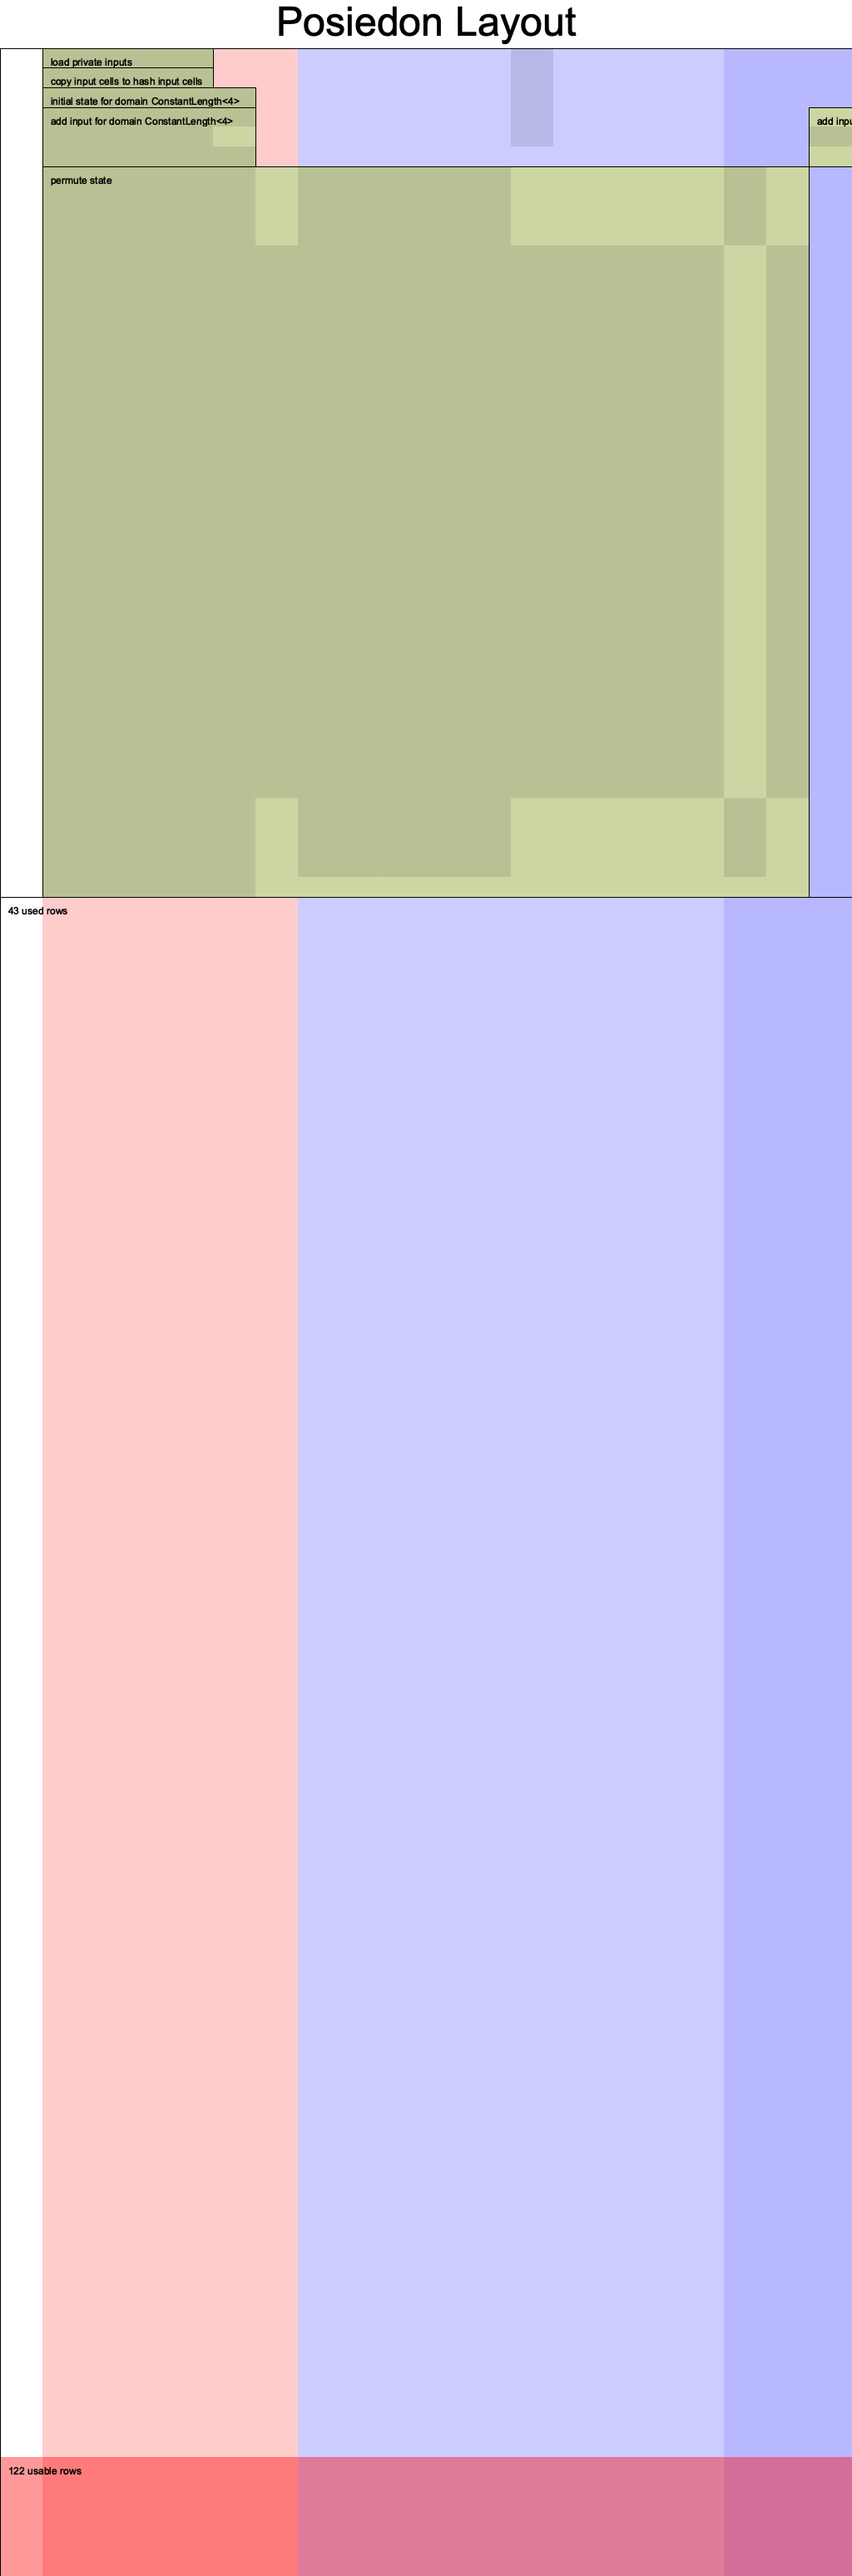 Posiedon Layout
load private inputs
copy input cells to hash input cells
initial state for domain ConstantLength<4>
add input for domain ConstantLength<4>
add inpu
permute state
43 used rows
122 usable rows